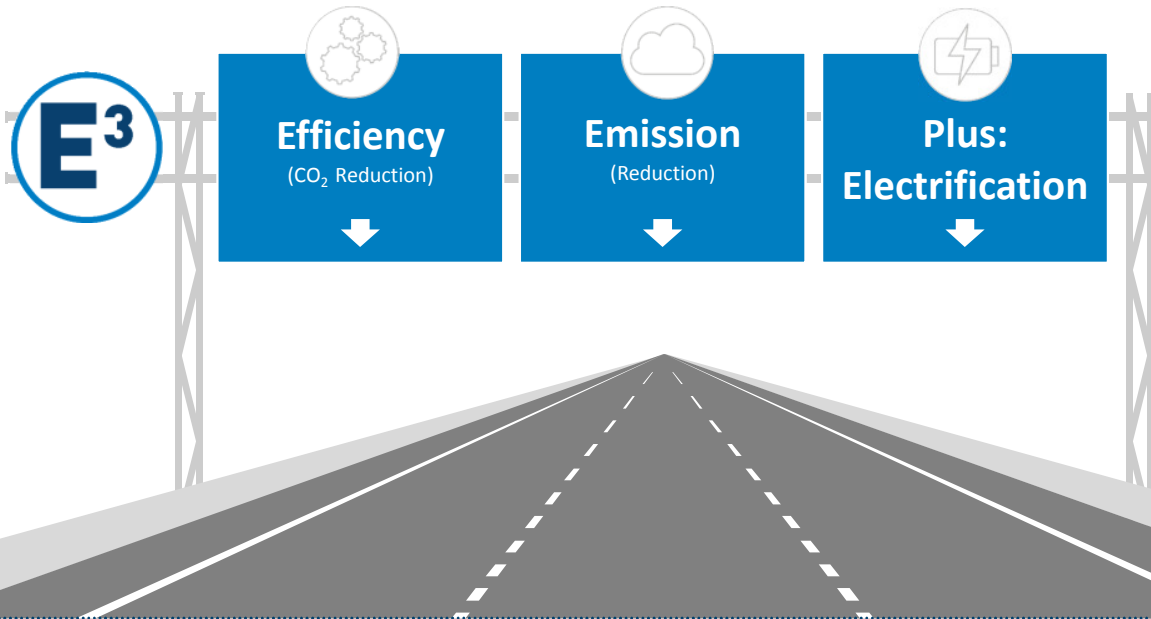 E³
Efficiency
(CO₂ Reduction)
Emission
(Reduction)
Plus:
Electrification